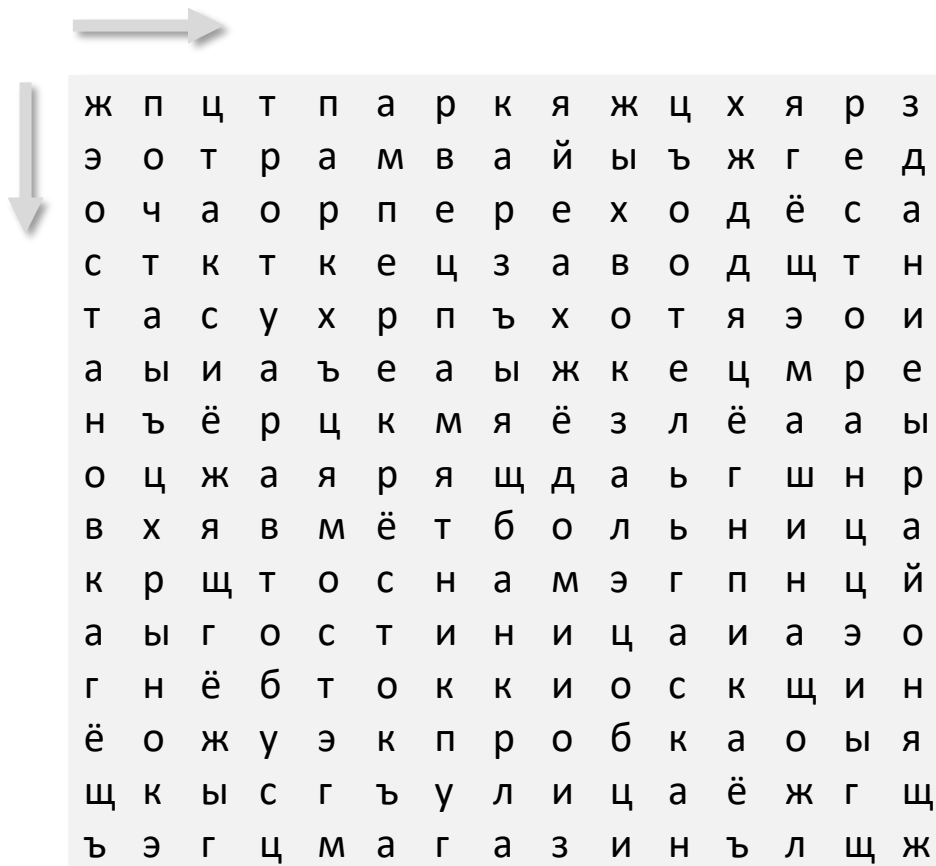 ж п ц т п а р к я ж ц х я р з
э о т р а м в а й ы ъ ж г е д
о ч а о р п е р е х о д ё с а
с т к т к е ц з а в о д щ т н
т а с у х р п ъ х о т я э о и
а ы и а ъ е а ы ж к е ц м р е
н ъ ё р ц к м я ё з л ё а а ы
о ц ж а я р я щ д а ь г ш н р
в х я в м ё т б о л ь н и ц а
к р щ т о с н а м э г п н ц й
а ы г о с т и н и ц а и а э о
г н ё б т о к к и о с к щ и н
ё о ж у э к п р о б к а о ы я
щ к ы с г ъ у л и ц а ё ж г щ
ъ э г ц м а г а з и н ъ л щ ж